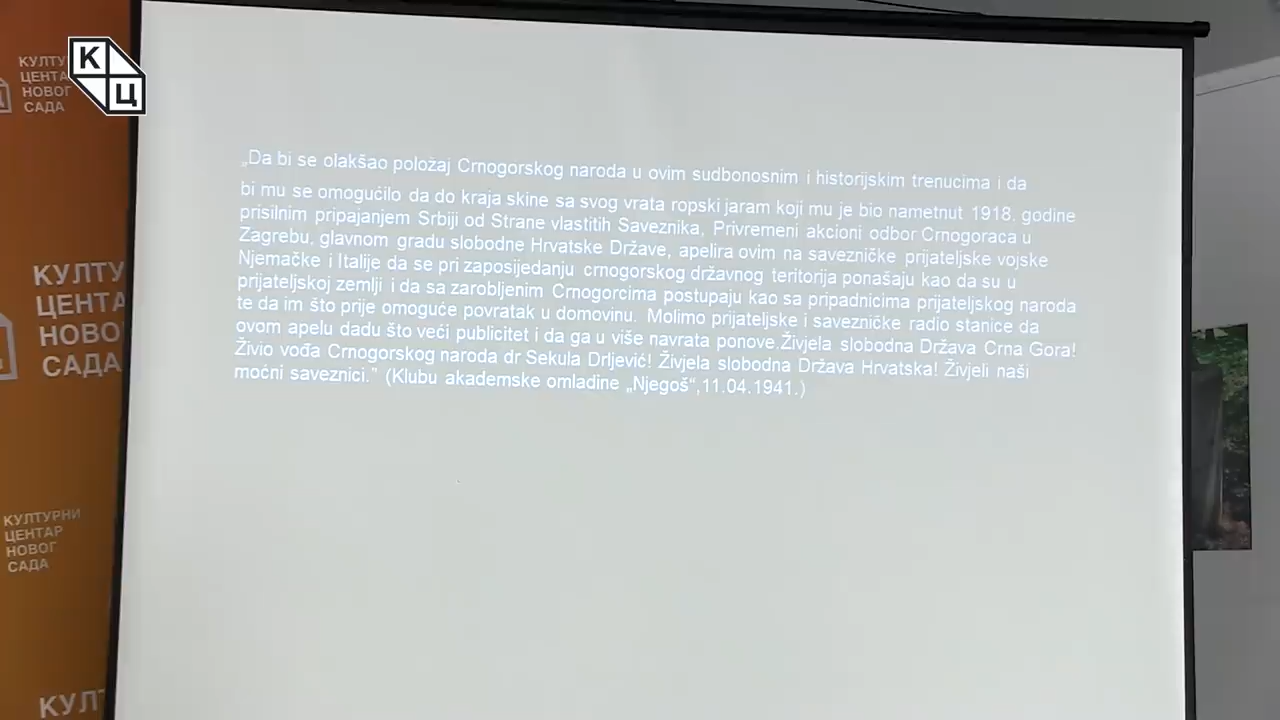 КУЛТУ
ЦЕНТА
НОВОГ
САДА
К
Ц
„Da bi se olakšao položaj Crnogorskog naroda u ovim sudbonosnim i historijskim trenucima i da
bi mu se omogućilo da do kraja skine sa svog vrata ropski jaram koji mu je bio nametnut 1918. godine
prisilnim pripajanjem Srbiji od Strane vlastitih Saveznika, Privremeni akcioni odbor Crnogoraca u
Zagrebu, glavnom gradu slobodne Hrvatske Države, apelira ovim na savezničke prijateljske vojske
Njemačke i Italije da se pri zaposijedanju crnogorskog državnog teritorija ponašaju kao da su u
prijateljskoj zemlji i da sa zarobljenim Crnogorcima postupaju kao sa pripadnicima prijateljskog naroda
te da im što prije omoguće povratak u domovinu. Molimo prijateljske i savezničke radio stanice da
ovom apelu dadu što veći publicitet i da ga u više navrata ponove.Živjela slobodna Država Crna Gora!
Živio vođa Crnogorskog naroda dr Sekula Drljević! Živjela slobodna Država Hrvatska! Živjeli naši
moćni saveznici.” (Klubu akademske omladine „Njegoš“,11.04.1941.)
КУЛТУ
ЦЕНТА
НОВО
САДА
КУЛТУРНИ
ЦЕНТАР
НОВОГ
САДА
КУЛТ